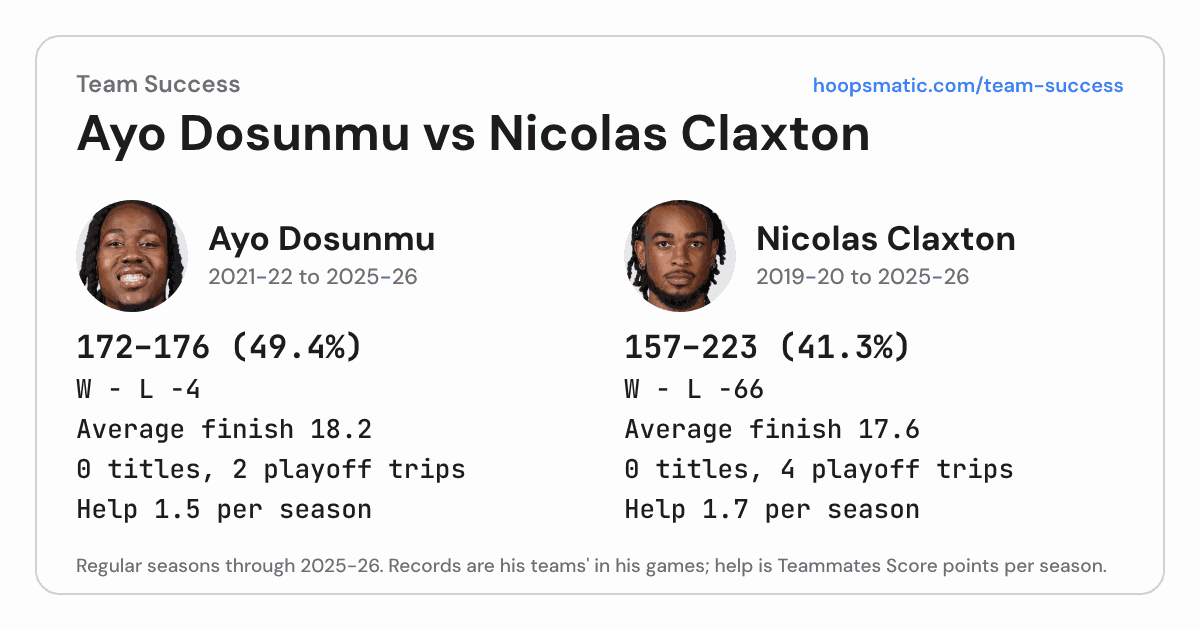 Team Success
hoopsmatic.com/team-success
Ayo Dosunmu vs Nicolas Claxton
Ayo Dosunmu
2021-22 to 2025-26
172-176 (49.4%)
W - L -4
Average finish 18.2
0 titles, 2 playoff trips
Help 1.5 per season
Nicolas Claxton
2019-20 to 2025-26
157-223 (41.3%)
W - L -66
Average finish 17.6
0 titles, 4 playoff trips
Help 1.7 per season
Regular seasons through 2025-26. Records are his teams' in his games; help is Teammates Score points per season.